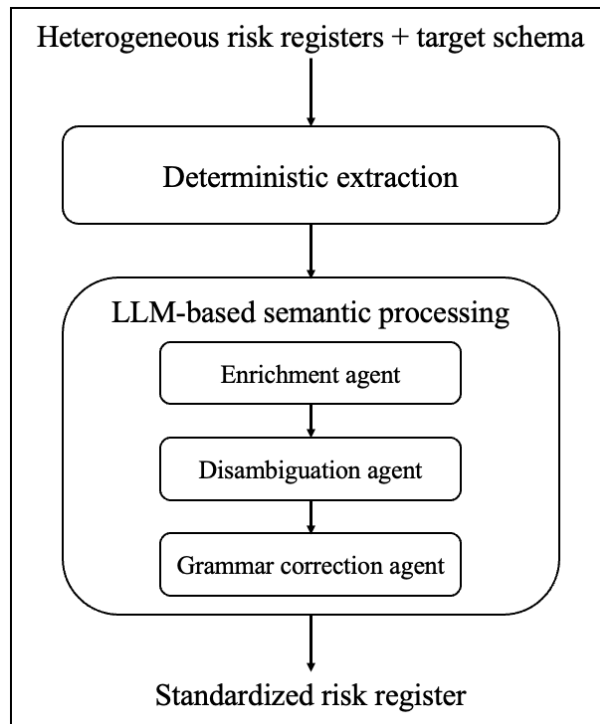 Heterogeneous risk registers + target schema
Deterministic extraction
LLM-based semantic processing
Enrichment agent
Disambiguation agent
Grammar correction agent
Standardized risk register